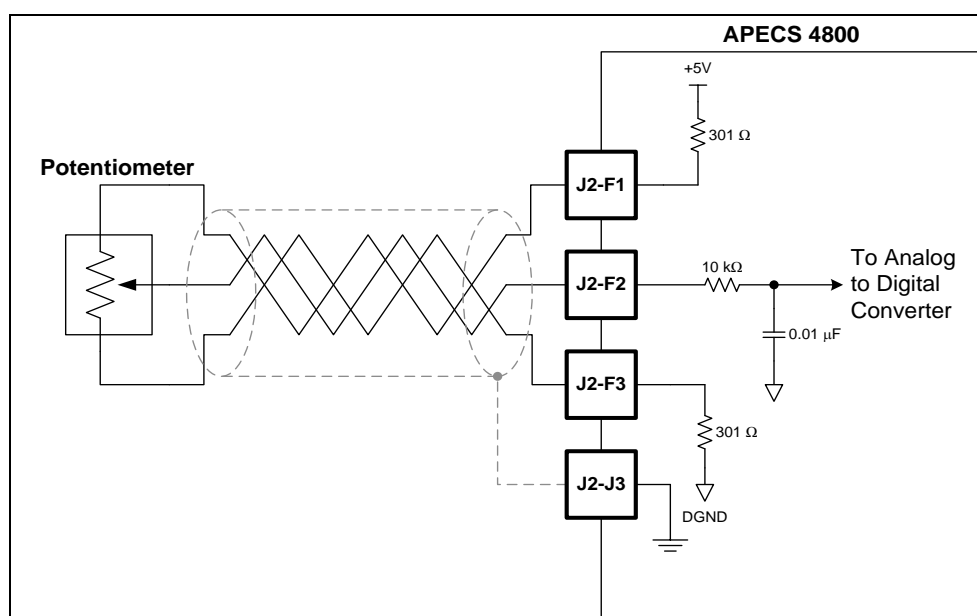 APECS 4800
+5V
301 Ω
Potentiometer
J2-F1
J2-F2
10 kΩ
To Analog
to Digital
Converter
0.01 μF
J2-F3
301 Ω
J2-J3
DGND